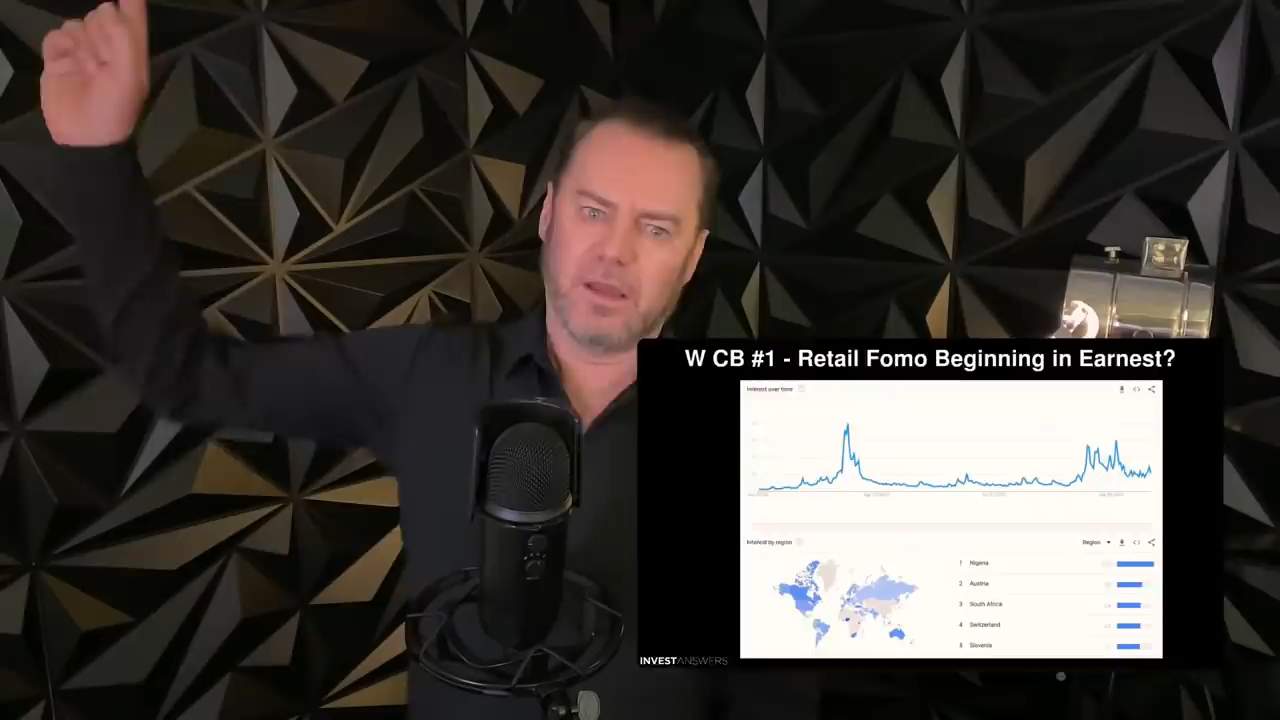 W CB #1 - Retail Fomo Beginning in Earnest?
Interest over time
Interest by region
Region
1 Nigeria
2 Austria
3 South Africa
4 Switzerland
5 Slovenia
INVESTANSWERS